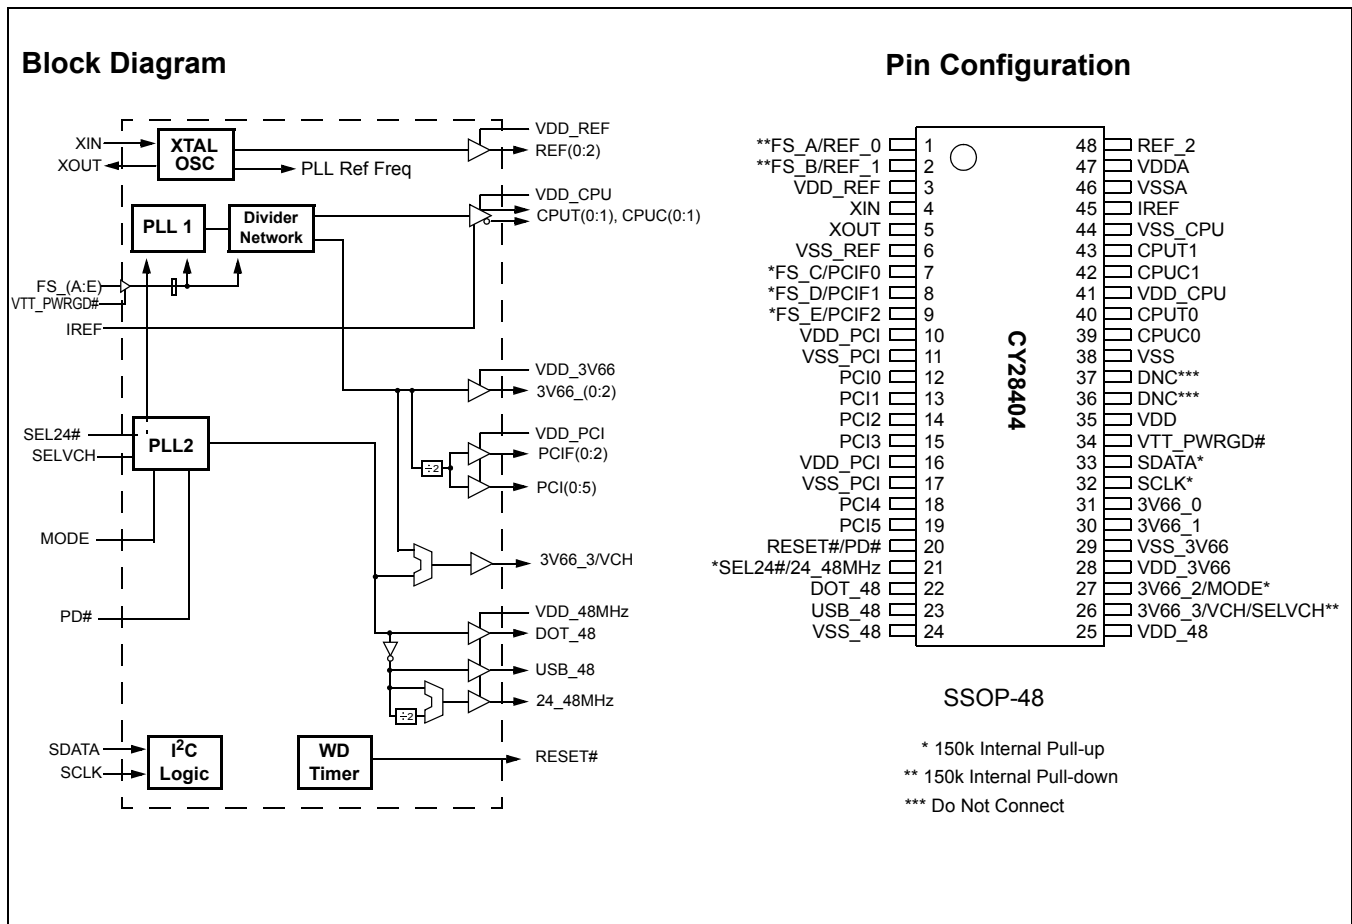 Block Diagram
XIN
XOUT
XTAL
OSC
VDD_REF
REF(0:2)
PLL Ref Freq
VDD_CPU
CPUT(0:1), CPUC(0:1)
PLL 1
Divider
Network
FS_(A:E)
VTT_PWRGD#
IREF
VDD_3V66
3V66_(0:2)
SEL24#
SELVCH
PLL2
VDD_PCI
PCIF(0:2)
÷2
PCI(0:5)
MODE
3V66_3/VCH
PD#
VDD_48MHz
DOT_48
USB_48
24_48MHz
÷2
SDATA
SCLK
I2C
Logic
WD
Timer
RESET#
Pin Configuration
**FS_A/REF_0 1
**FS_B/REF_1 2
VDD_REF 3
XIN 4
XOUT 5
VSS_REF 6
*FS_C/PCIF0 7
*FS_D/PCIF1 8
*FS_E/PCIF2 9
VDD_PCI 10
VSS_PCI 11
PCI0 12
PCI1 13
PCI2 14
PCI3 15
VDD_PCI 16
VSS_PCI 17
PCI4 18
PCI5 19
RESET#/PD# 20
*SEL24#/24_48MHz 21
DOT_48 22
USB_48 23
VSS_48 24
CY28404
48 REF_2
47 VDDA
46 VSSA
45 IREF
44 VSS_CPU
43 CPUT1
42 CPUC1
41 VDD_CPU
40 CPUT0
39 CPUC0
38 VSS
37 DNC***
36 DNC***
35 VDD
34 VTT_PWRGD#
33 SDATA*
32 SCLK*
31 3V66_0
30 3V66_1
29 VSS_3V66
28 VDD_3V66
27 3V66_2/MODE*
26 3V66_3/VCH/SELVCH**
25 VDD_48
SSOP-48
* 150k Internal Pull-up
** 150k Internal Pull-down
*** Do Not Connect